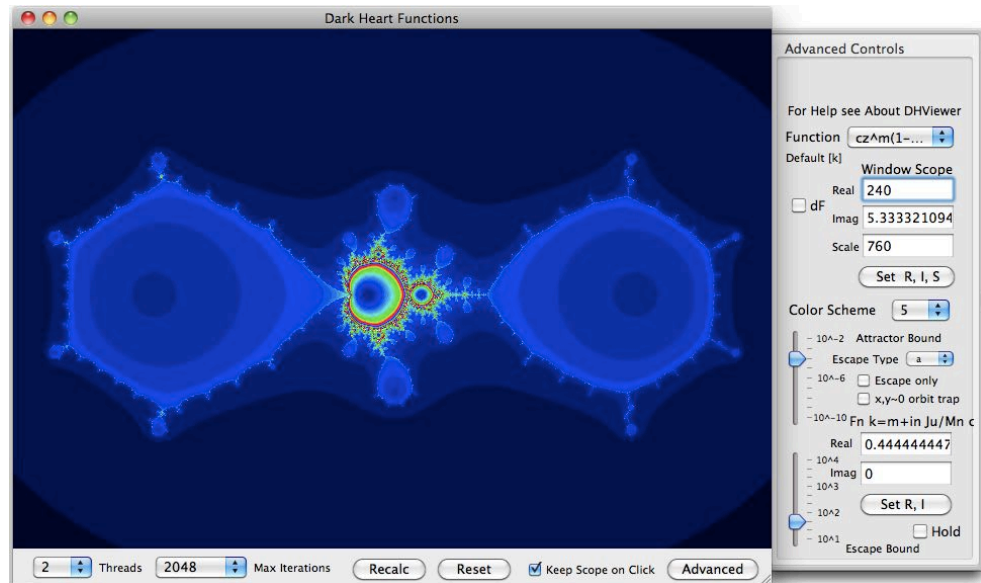 Dark Heart Functions
Advanced Controls
For Help see About DHViewer
Function cz^m(1-...
Default [k]
Window Scope
Real 240
dF
Imag 5.333321094
Scale 760
Set R, I, S
Color Scheme 5
10^-2 Attractor Bound
Escape Type a
10^-6 Escape only
x,y~0 orbit trap
10^-10 Fn k=m+in Ju/Mn c
Real 0.444444447
10^4
Imag 0
10^3
10^2 Set R, I
Hold
10^1
Escape Bound
2 Threads 2048 Max Iterations Recalc Reset Keep Scope on Click Advanced